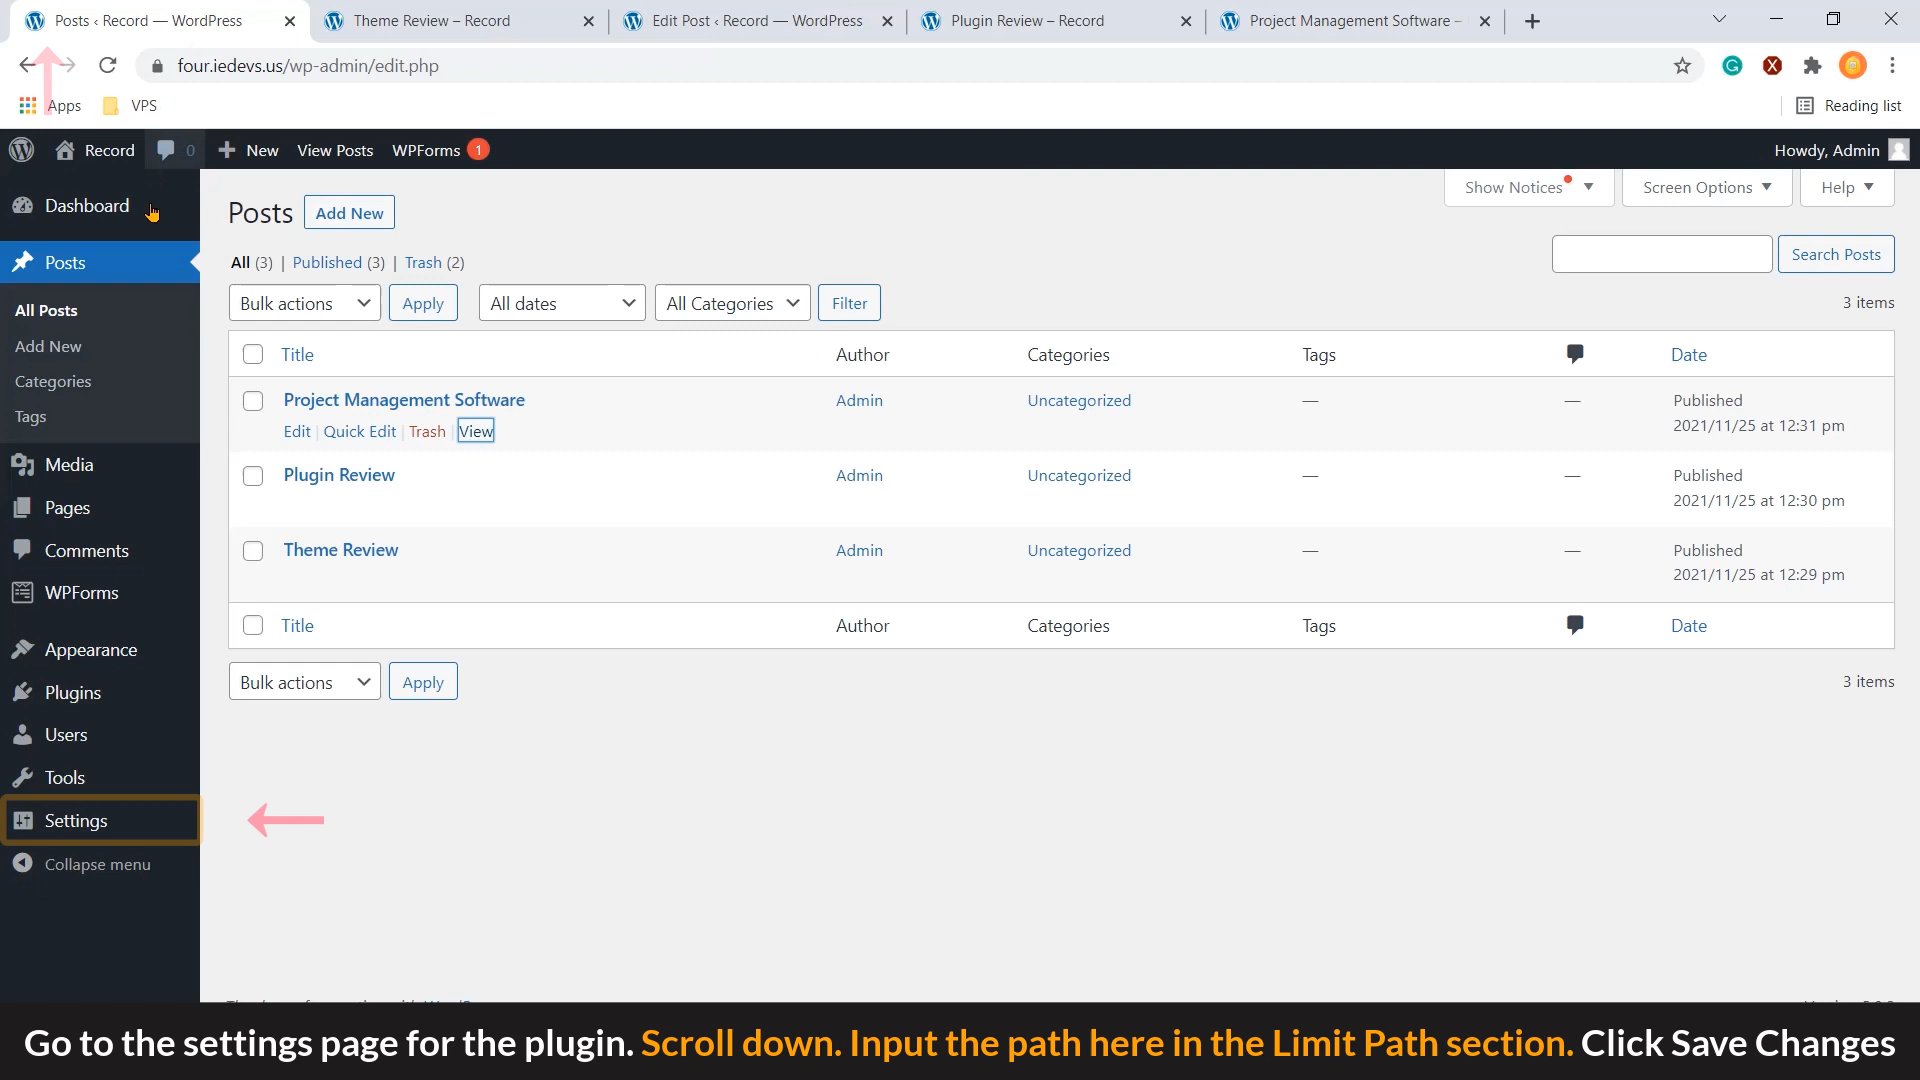 Posts ‹ Record — WordPress
Theme Review – Record
Edit Post ‹ Record — WordPress
Plugin Review – Record
Project Management Software –
four.iedevs.us/wp-admin/edit.php
Apps
VPS
Reading list
Record
0
New
View Posts
WPForms
1
Howdy, Admin
Dashboard
Posts
All Posts
Add New
Categories
Tags
Media
Pages
Comments
WPForms
Appearance
Plugins
Users
Tools
Settings
Collapse menu
Show Notices
Screen Options
Help
Posts
Add New
All (3) | Published (3) | Trash (2)
Search Posts
Bulk actions
Apply
All dates
All Categories
Filter
3 items
Title Author Categories Tags Date
Project Management Software Admin Uncategorized — — Published
Edit | Quick Edit | Trash | View 2021/11/25 at 12:31 pm
Plugin Review Admin Uncategorized — — Published
2021/11/25 at 12:30 pm
Theme Review Admin Uncategorized — — Published
2021/11/25 at 12:29 pm
Title Author Categories Tags Date
Bulk actions
Apply
3 items
Go to the settings page for the plugin. Scroll down. Input the path here in the Limit Path section. Click Save Changes